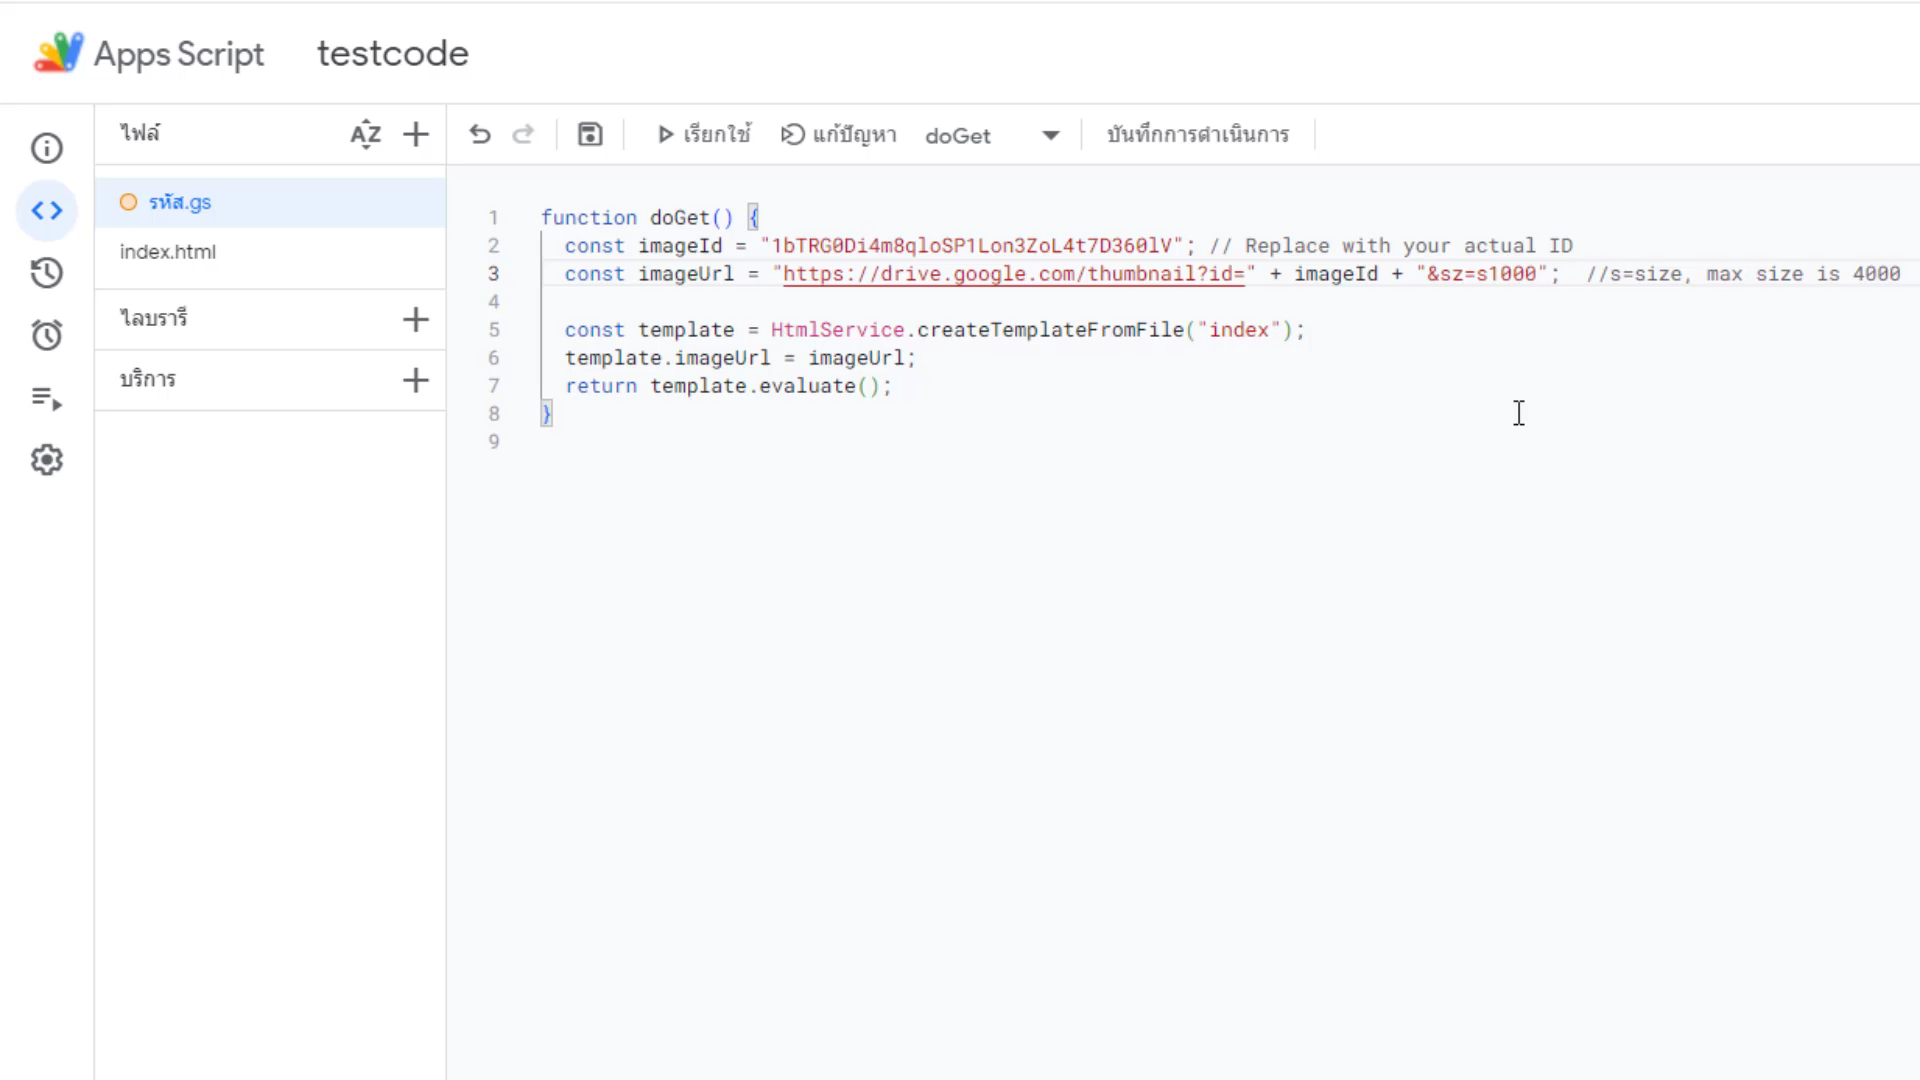 Apps Script testcode
ไฟล์
เรียกใช้ แก้ปัญหา doGet บันทึกการดำเนินการ
รหัส.gs
index.html
ไลบรารี
บริการ
1 function doGet() {
2 const imageId = "1bTRG0Di4m8qloSP1Lon3ZoL4t7D360lV"; // Replace with your actual ID
3 const imageUrl = "https://drive.google.com/thumbnail?id=" + imageId + "&sz=s1000"; //s=size, max size is 4000
4
5 const template = HtmlService.createTemplateFromFile("index");
6 template.imageUrl = imageUrl;
7 return template.evaluate();
8 }
9